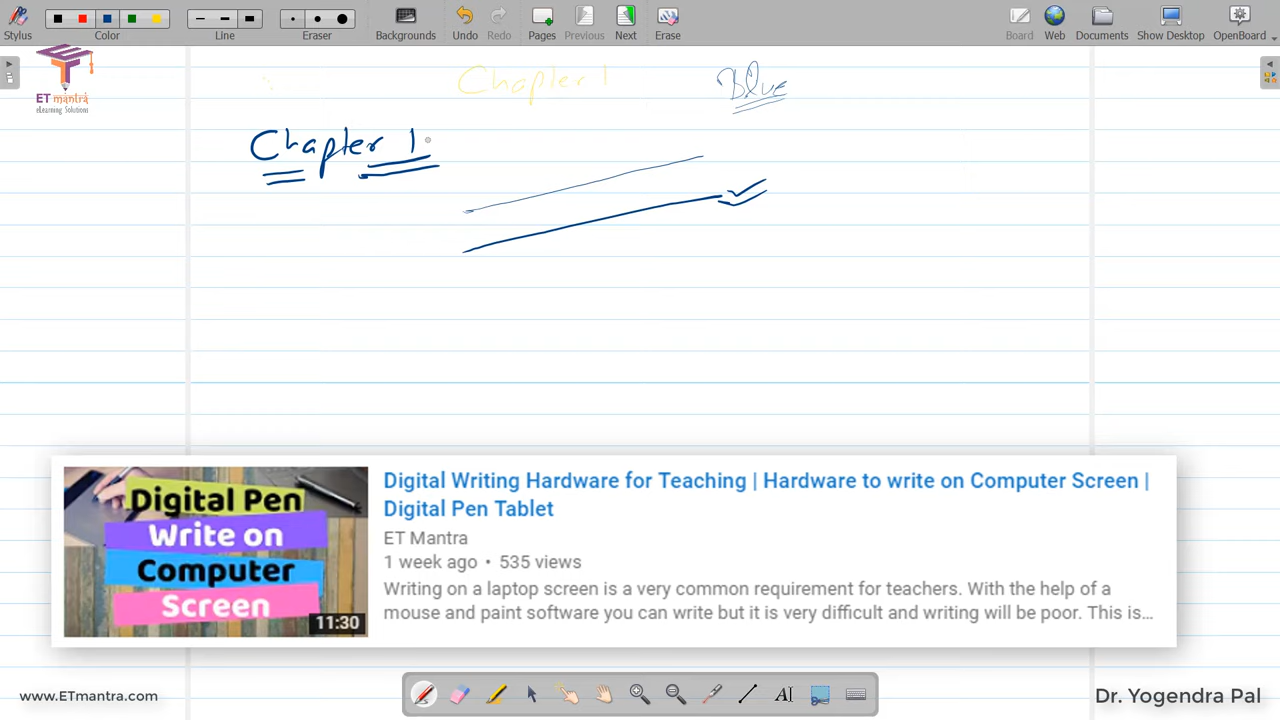 Stylus Color Line Eraser Backgrounds Undo Redo Pages Previous Next Erase Board Web Documents Show Desktop OpenBoard
ET mantra
eLearning Solutions
Chapter 1 Blue
Chapter 1
Digital Pen
Write on
Computer
Screen
11:30
Digital Writing Hardware for Teaching | Hardware to write on Computer Screen |
Digital Pen Tablet
ET Mantra
1 week ago • 535 views
Writing on a laptop screen is a very common requirement for teachers. With the help of a
mouse and paint software you can write but it is very difficult and writing will be poor. This is...
www.ETmantra.com
AI
Dr. Yogendra Pal